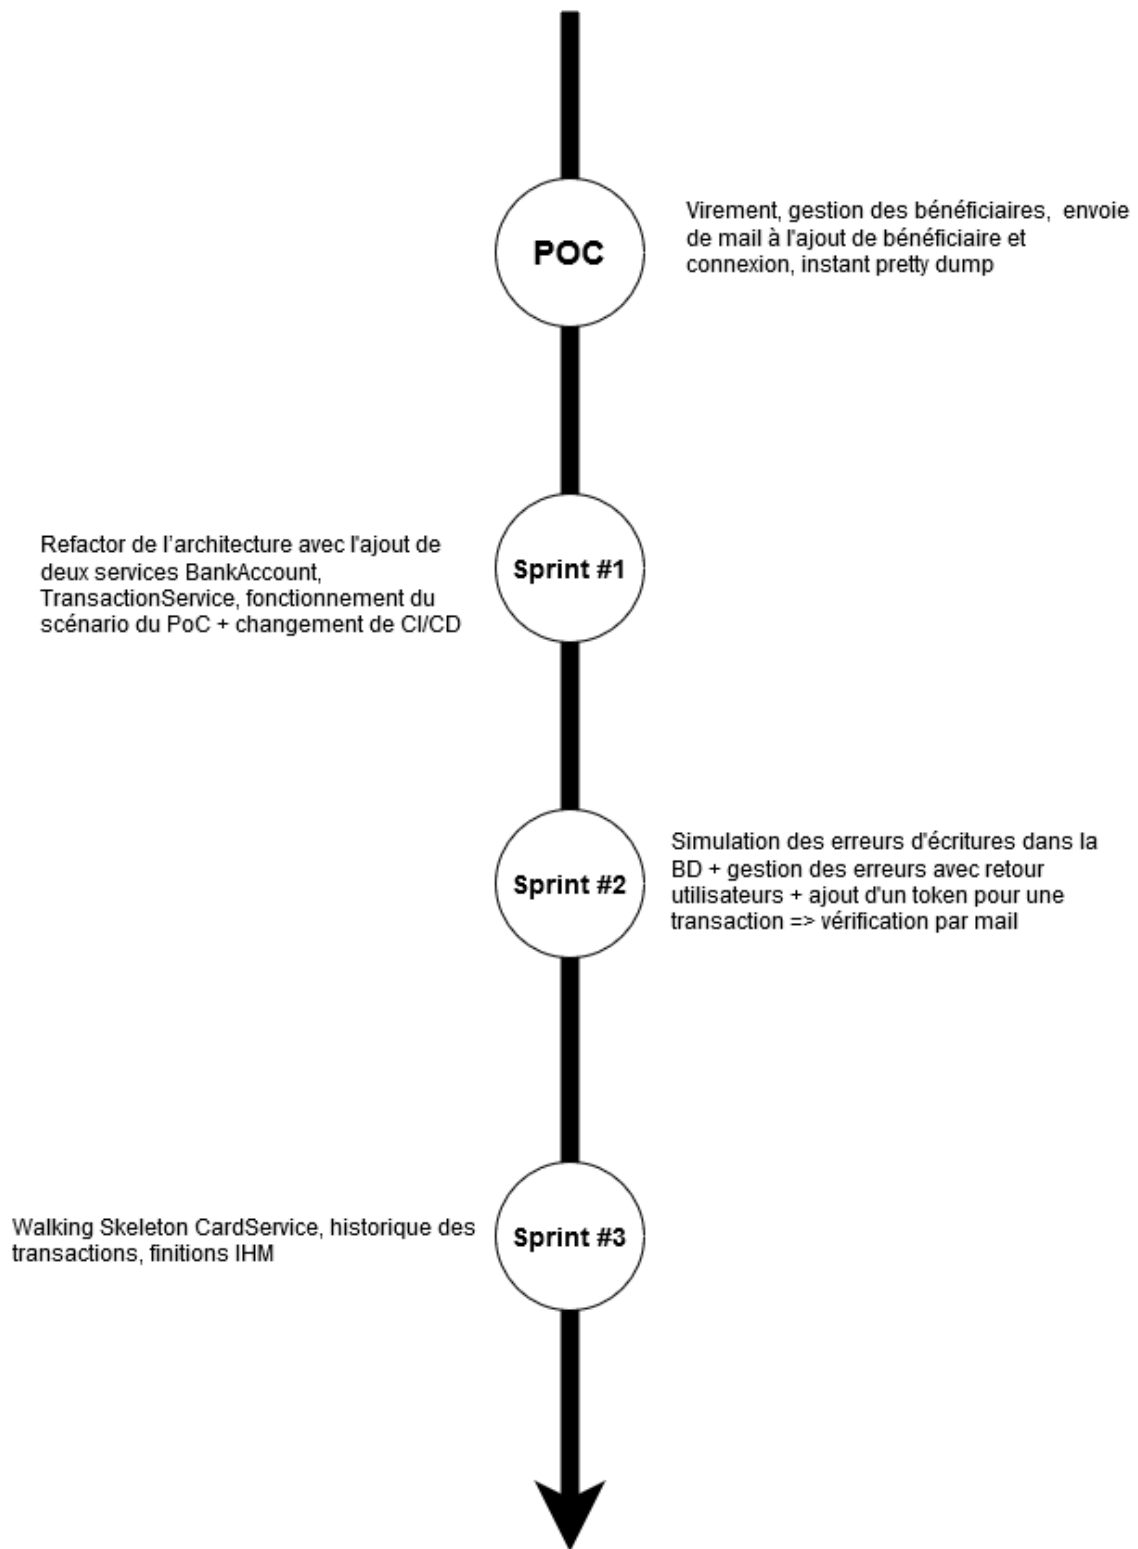 Virement, gestion des bénéficiaires, envoie
de mail à l'ajout de bénéficiaire et
connexion, instant pretty dump
POC
Refactor de l’architecture avec l'ajout de
deux services BankAccount,
TransactionService, fonctionnement du
scénario du PoC + changement de CI/CD
Sprint #1
Simulation des erreurs d'écritures dans la
BD + gestion des erreurs avec retour
utilisateurs + ajout d'un token pour une
transaction => vérification par mail
Sprint #2
Walking Skeleton CardService, historique des
transactions, finitions IHM
Sprint #3